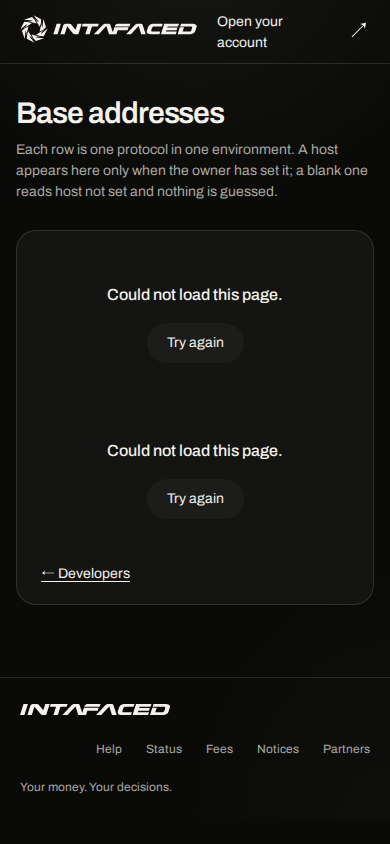 INTAFACED
Open your
account
Base addresses
Each row is one protocol in one environment. A host
appears here only when the owner has set it; a blank one
reads host not set and nothing is guessed.
Could not load this page.
Try again
Could not load this page.
Try again
← Developers
INTAFACED
Help Status Fees Notices Partners
Your money. Your decisions.